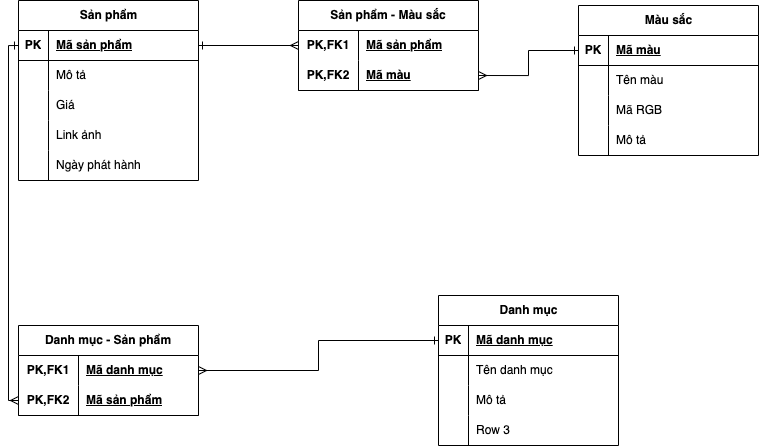 Sản phẩm
PK Mã sản phẩm
Mô tả
Giá
Link ảnh
Ngày phát hành
Sản phẩm - Màu sắc
PK,FK1 Mã sản phẩm
PK,FK2 Mã màu
Màu sắc
PK Mã màu
Tên màu
Mã RGB
Mô tả
Danh mục - Sản phẩm
PK,FK1 Mã danh mục
PK,FK2 Mã sản phẩm
Danh mục
PK Mã danh mục
Tên danh mục
Mô tả
Row 3